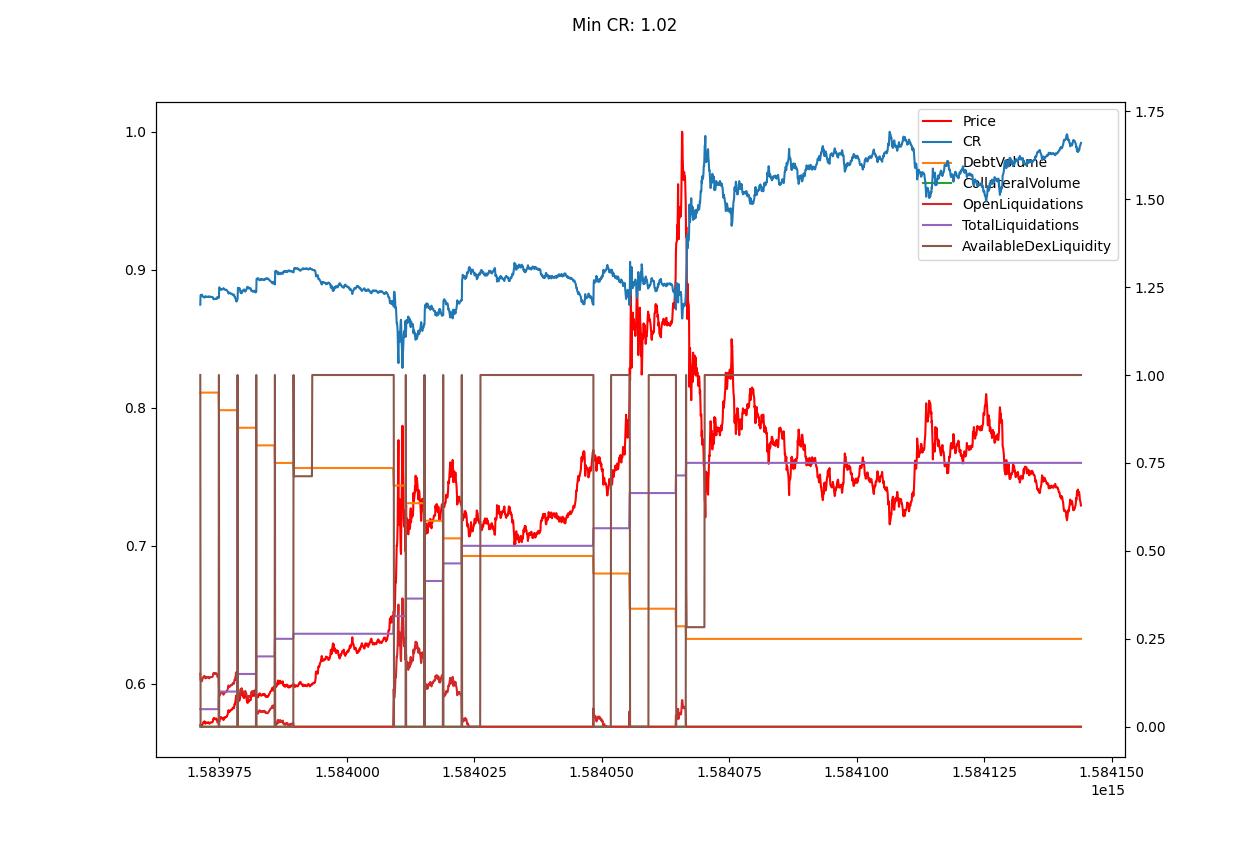 Min CR: 1.02
1.0
0.9
0.8
0.7
0.6
1.75
1.50
1.25
1.00
0.75
0.50
0.25
0.00
Price
CR
DebtVolume
CollateralVolume
OpenLiquidations
TotalLiquidations
AvailableDexLiquidity
1.583975 1.584000 1.584025 1.584050 1.584075 1.584100 1.584125 1.584150
1e15